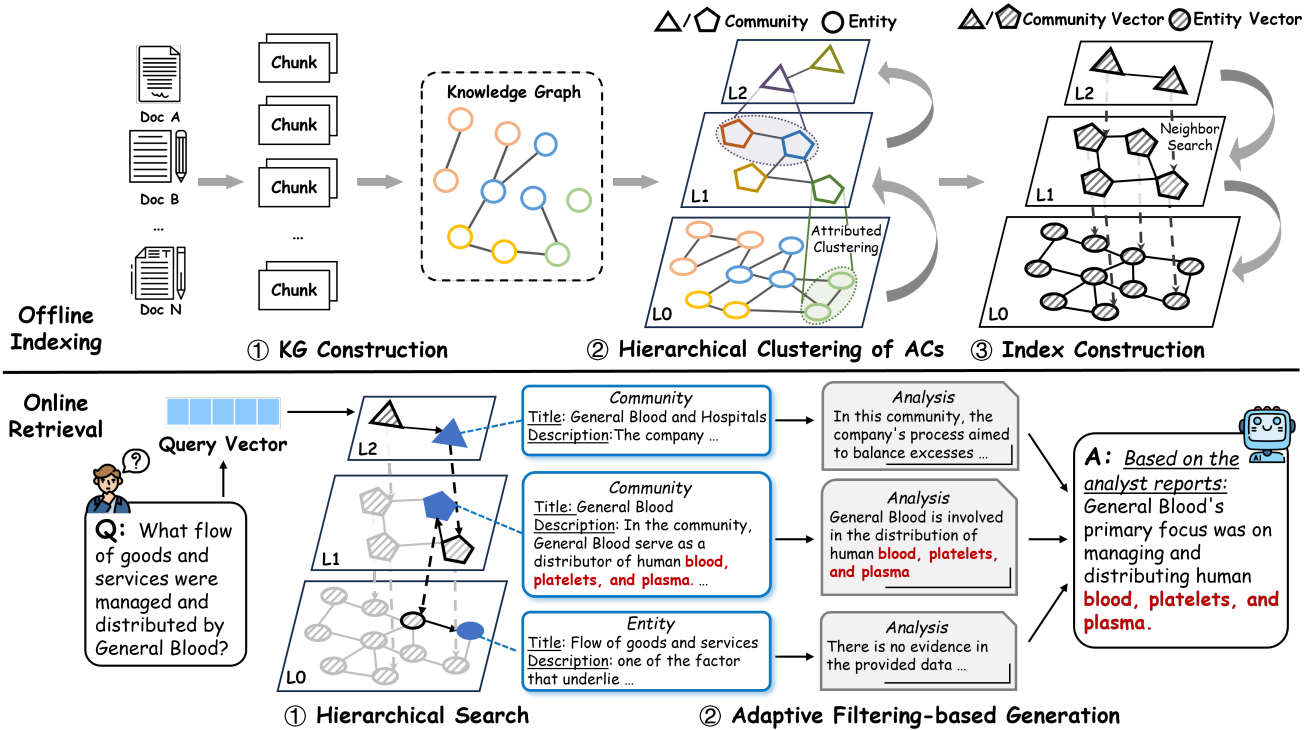 △/⬠ Community ○ Entity
△/⬠ Community Vector ○ Entity Vector
Doc A
Doc B
...
Doc N
Chunk
Chunk
Chunk
...
Chunk
Knowledge Graph
L2
L1
Attributed
Clustering
L0
L2
Neighbor
Search
L1
L0
Offline
Indexing
① KG Construction
② Hierarchical Clustering of ACs
③ Index Construction
Online
Retrieval
Query Vector
?
Q: What flow
of goods and
services were
managed and
distributed by
General Blood?
L2
L1
L0
Community
Title: General Blood and Hospitals
Description:The company ...
Community
Title: General Blood
Description: In the community,
General Blood serve as a
distributor of human blood,
platelets, and plasma. ...
Entity
Title: Flow of goods and services
Description: one of the factor
that underlie ...
Analysis
In this community, the
company's process aimed
to balance excesses ...
Analysis
General Blood is involved
in the distribution of
human blood, platelets,
and plasma
Analysis
There is no evidence in
the provided data ...
AI
A: Based on the
analyst reports:
General Blood's
primary focus was on
managing and
distributing human
blood, platelets, and
plasma.
① Hierarchical Search
② Adaptive Filtering-based Generation